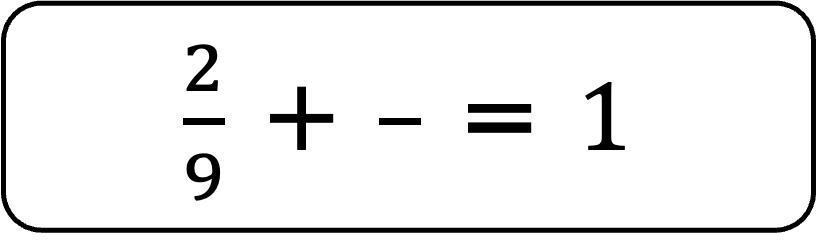 2/9 + − = 1